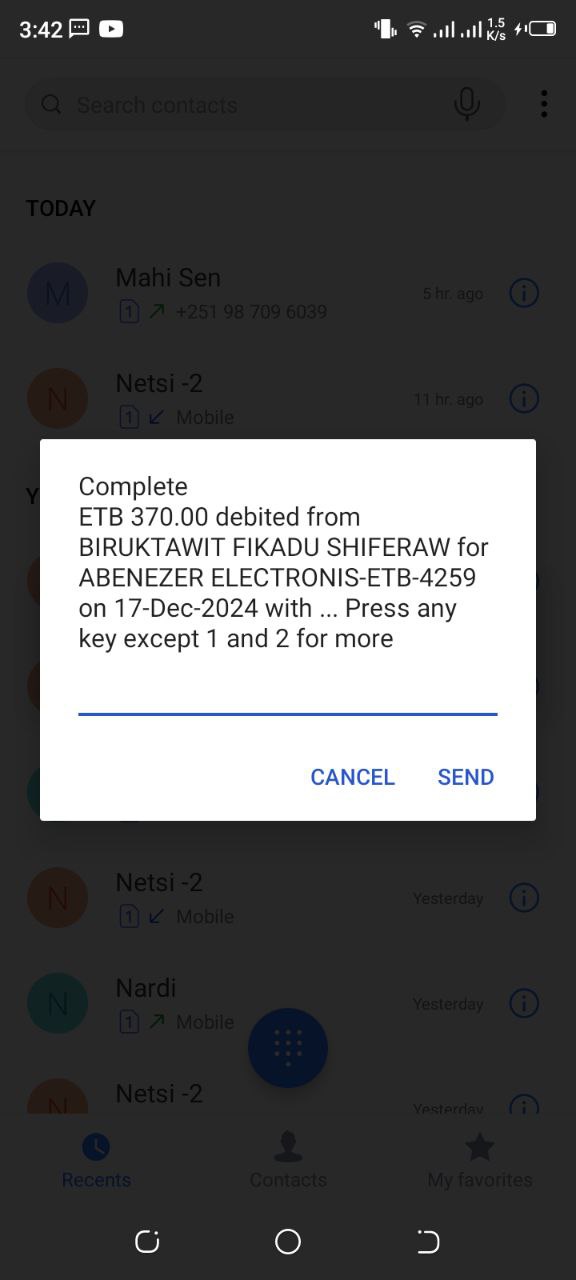 3:42
1.5
K/s
Search contacts
TODAY
M
Mahi Sen
5 hr. ago
1
+251 98 709 6039
N
Netsi -2
11 hr. ago
1
Mobile
Y
Complete
ETB 370.00 debited from
BIRUKTAWIT FIKADU SHIFERAW for
ABENEZER ELECTRONIS-ETB-4259
on 17-Dec-2024 with ... Press any
key except 1 and 2 for more
CANCEL
SEND
N
Netsi -2
Yesterday
1
Mobile
N
Nardi
Yesterday
1
Mobile
N
Netsi -2
Yesterday
Recents
Contacts
My favorites